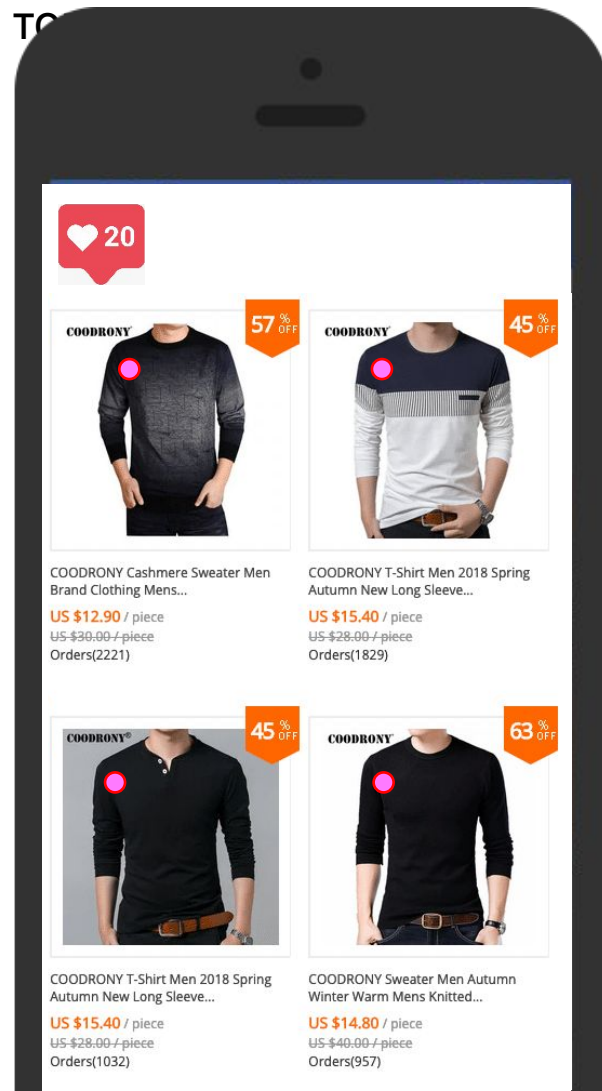 20
COODRONY
57 % OFF
COODRONY
45 % OFF
COODRONY Cashmere Sweater Men
Brand Clothing Mens...
US $12.90 / piece
US $30.00 / piece
Orders(2221)
COODRONY T-Shirt Men 2018 Spring
Autumn New Long Sleeve...
US $15.40 / piece
US $28.00 / piece
Orders(1829)
COODRONY®
45 % OFF
COODRONY
63 % OFF
COODRONY T-Shirt Men 2018 Spring
Autumn New Long Sleeve...
US $15.40 / piece
US $28.00 / piece
Orders(1032)
COODRONY Sweater Men Autumn
Winter Warm Mens Knitted...
US $14.80 / piece
US $40.00 / piece
Orders(957)